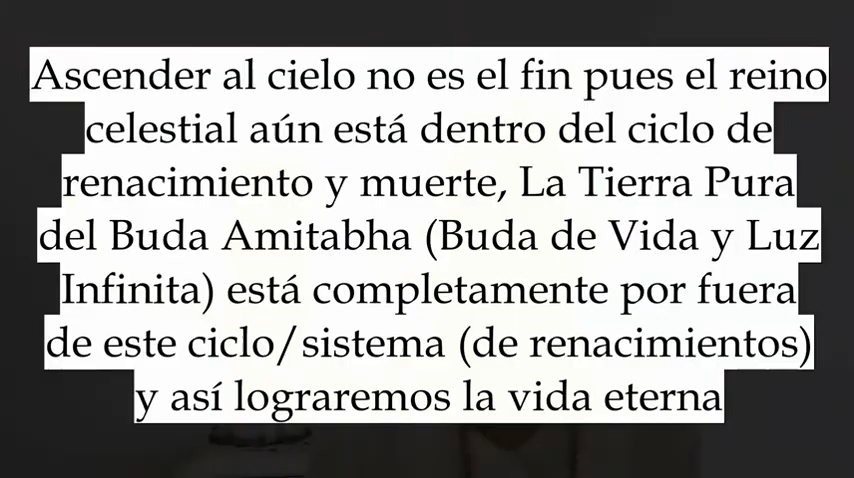 Ascender al cielo no es el fin pues el reino
celestial aún está dentro del ciclo de
renacimiento y muerte, La Tierra Pura
del Buda Amitabha (Buda de Vida y Luz
Infinita) está completamente por fuera
de este ciclo/sistema (de renacimientos)
y así lograremos la vida eterna